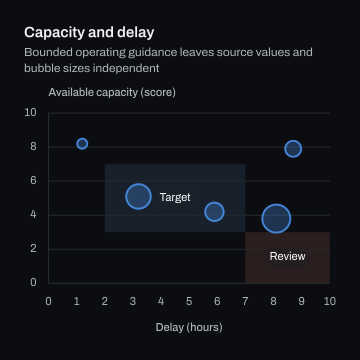 Capacity and delay
Bounded operating guidance leaves source values and
bubble sizes independent
Available capacity (score)
10
8
6
Target
4
2
Review
0
0 1 2 3 4 5 6 7 8 9 10
Delay (hours)